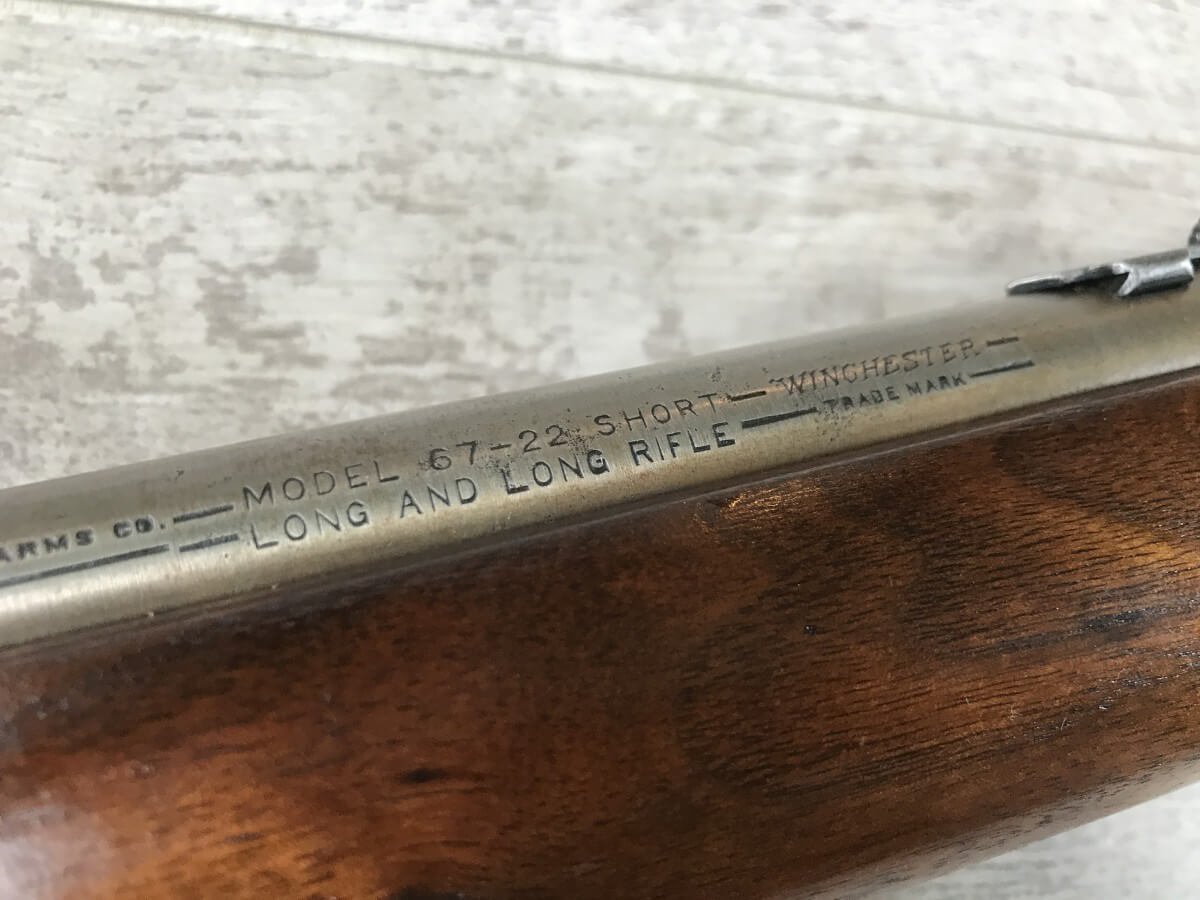 ARMS CO. — MODEL 67-22 SHORT — WINCHESTER —
LONG AND LONG RIFLE — TRADE MARK —